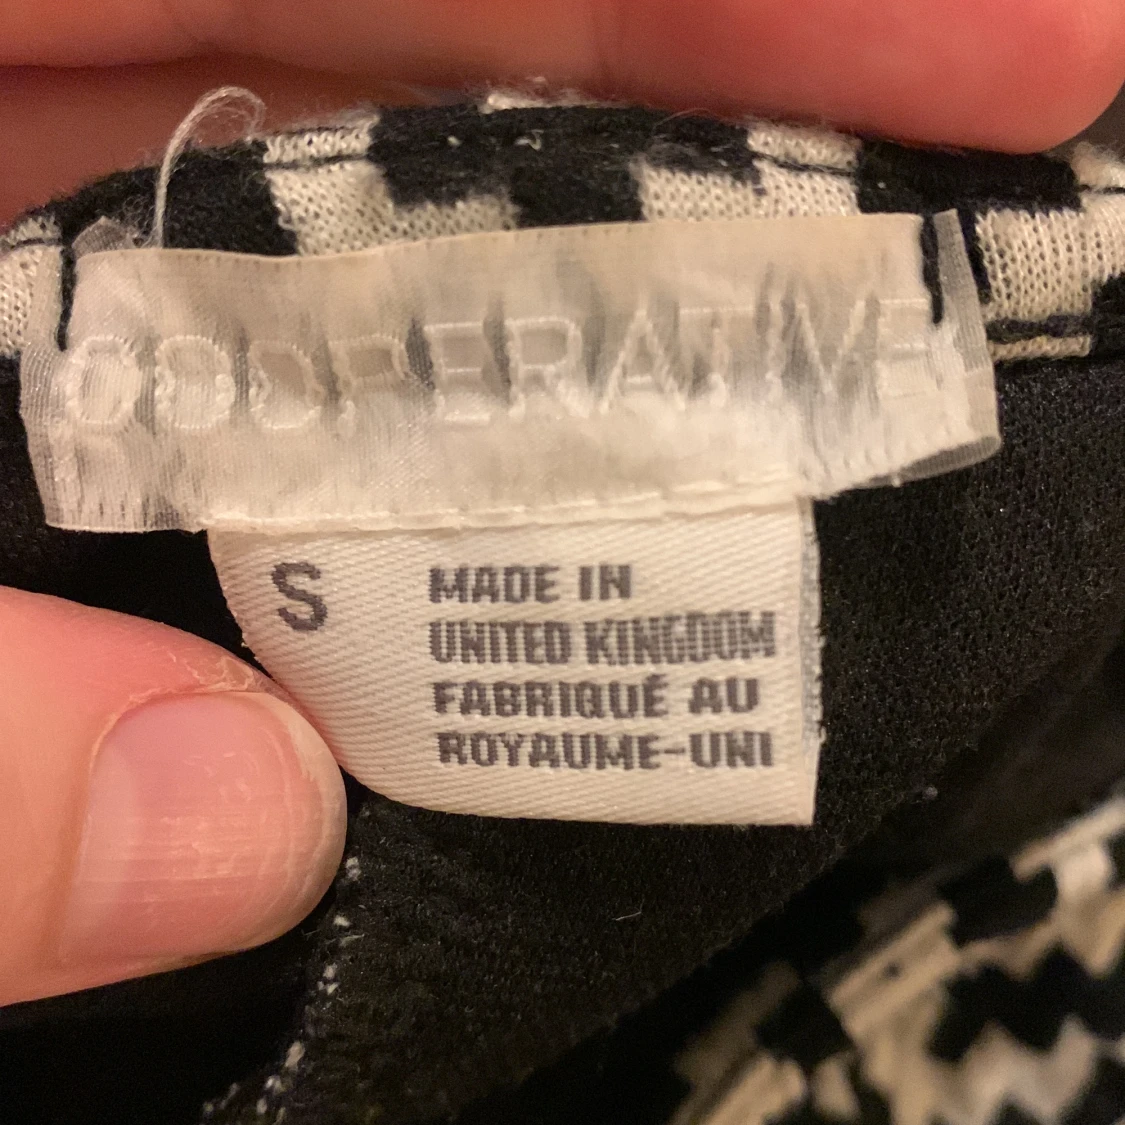 COOPERATIVE
S
MADE IN
UNITED KINGDOM
FABRIQUÉ AU
ROYAUME-UNI